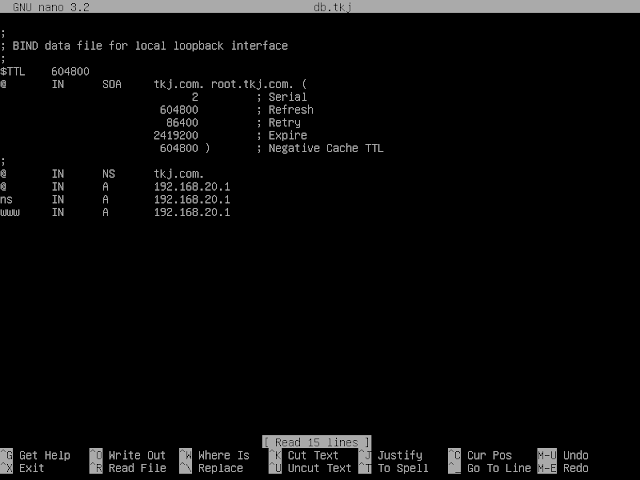 GNU nano 3.2 db.tkj
;
; BIND data file for local loopback interface
;
$TTL 604800
@ IN SOA tkj.com. root.tkj.com. (
2 ; Serial
604800 ; Refresh
86400 ; Retry
2419200 ; Expire
604800 ) ; Negative Cache TTL
;
@ IN NS tkj.com.
@ IN A 192.168.20.1
ns IN A 192.168.20.1
www IN A 192.168.20.1
[ Read 15 lines ]
^G Get Help ^O Write Out ^W Where Is ^K Cut Text ^J Justify ^C Cur Pos M-U Undo
^X Exit ^R Read File ^\ Replace ^U Uncut Text ^T To Spell ^_ Go To Line M-E Redo